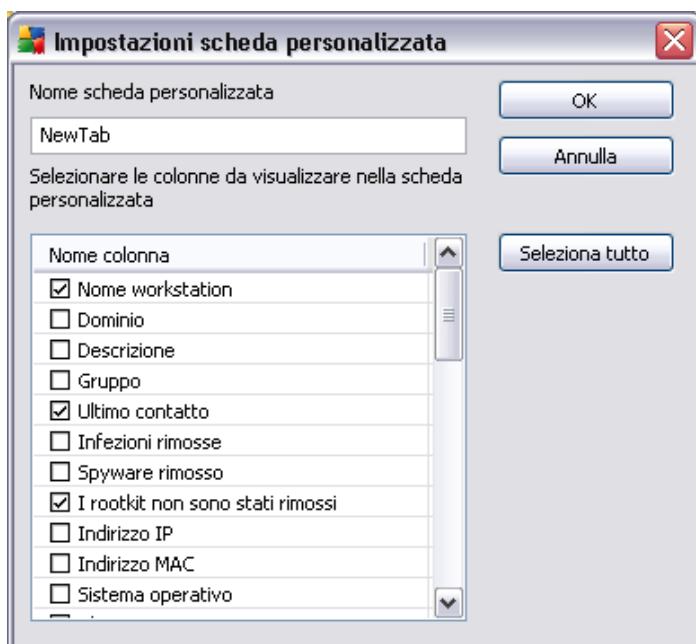 Impostazioni scheda personalizzata
Nome scheda personalizzata
NewTab
Selezionare le colonne da visualizzare nella scheda
personalizzata
OK
Annulla
Seleziona tutto
Nome colonna
Nome workstation
Dominio
Descrizione
Gruppo
Ultimo contatto
Infezioni rimosse
Spyware rimosso
I rootkit non sono stati rimossi
Indirizzo IP
Indirizzo MAC
Sistema operativo